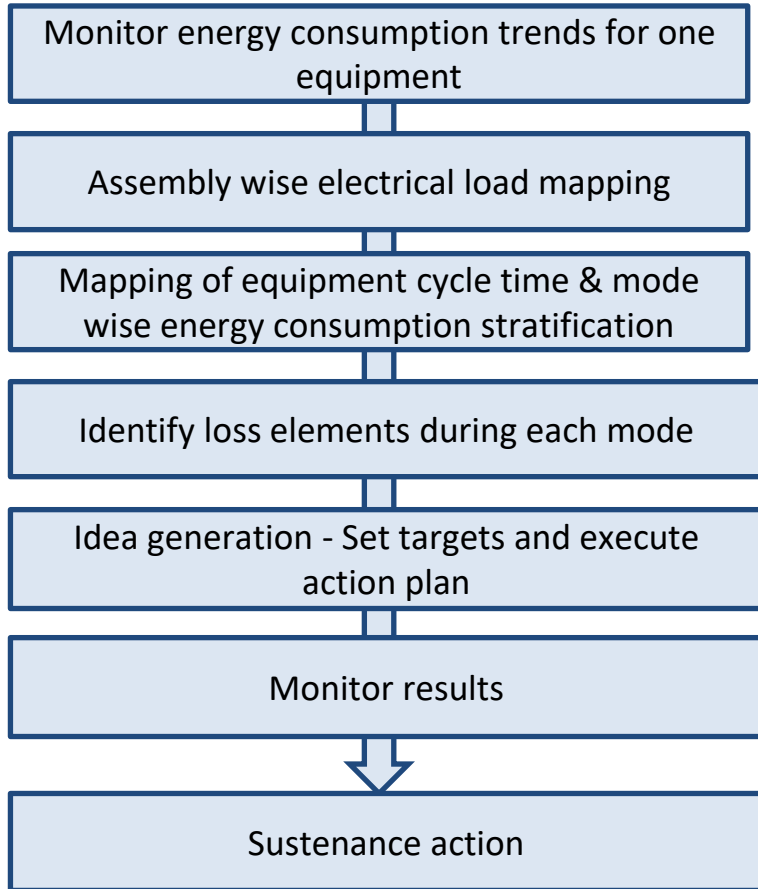 Monitor energy consumption trends for one
equipment
Assembly wise electrical load mapping
Mapping of equipment cycle time & mode
wise energy consumption stratification
Identify loss elements during each mode
Idea generation - Set targets and execute
action plan
Monitor results
Sustenance action